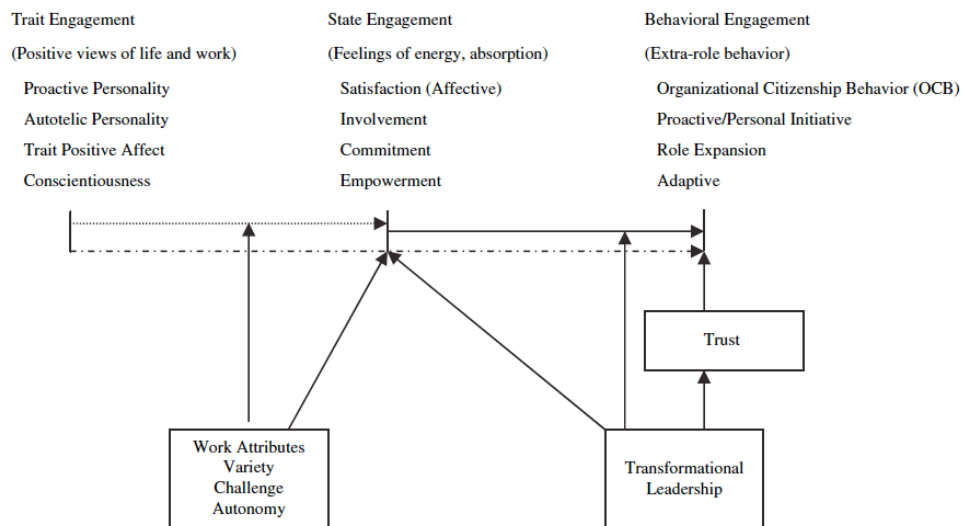 Trait Engagement
(Positive views of life and work)
Proactive Personality
Autotelic Personality
Trait Positive Affect
Conscientiousness
State Engagement
(Feelings of energy, absorption)
Satisfaction (Affective)
Involvement
Commitment
Empowerment
Behavioral Engagement
(Extra-role behavior)
Organizational Citizenship Behavior (OCB)
Proactive/Personal Initiative
Role Expansion
Adaptive
Trust
Work Attributes
Variety
Challenge
Autonomy
Transformational
Leadership